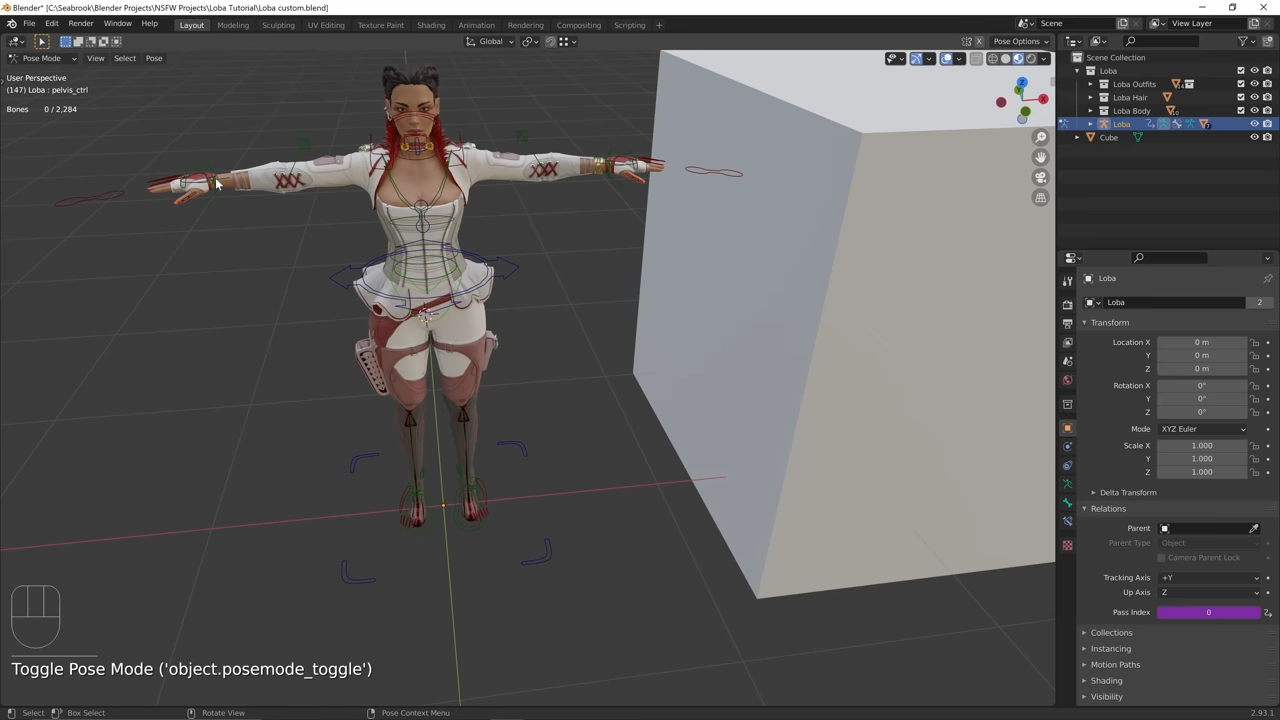 Blender* [C:\Seabrook\Blender Projects\NSFW Projects\Loba Tutorial\Loba custom.blend]
File Edit Render Window Help Layout Modeling Sculpting UV Editing Texture Paint Shading Animation Rendering Compositing Scripting + Scene View Layer
Global Pose Options
Pose Mode View Select Pose
User Perspective
(147) Loba : pelvis_ctrl
Bones 0 / 2,284
Z
Y
X
Scene Collection
Loba
Loba Outfits
Loba Hair
Loba Body
Loba
Cube
Loba
Loba 2
Transform
Location X 0 m
Y 0 m
Z 0 m
Rotation X 0°
Y 0°
Z 0°
Mode XYZ Euler
Scale X 1.000
Y 1.000
Z 1.000
Delta Transform
Relations
Parent
Parent Type Object
Camera Parent Lock
Tracking Axis +Y
Up Axis Z
Pass Index 0
Collections
Instancing
Motion Paths
Shading
Visibility
Toggle Pose Mode ('object.posemode_toggle')
Select Box Select Rotate View Pose Context Menu 2.93.1